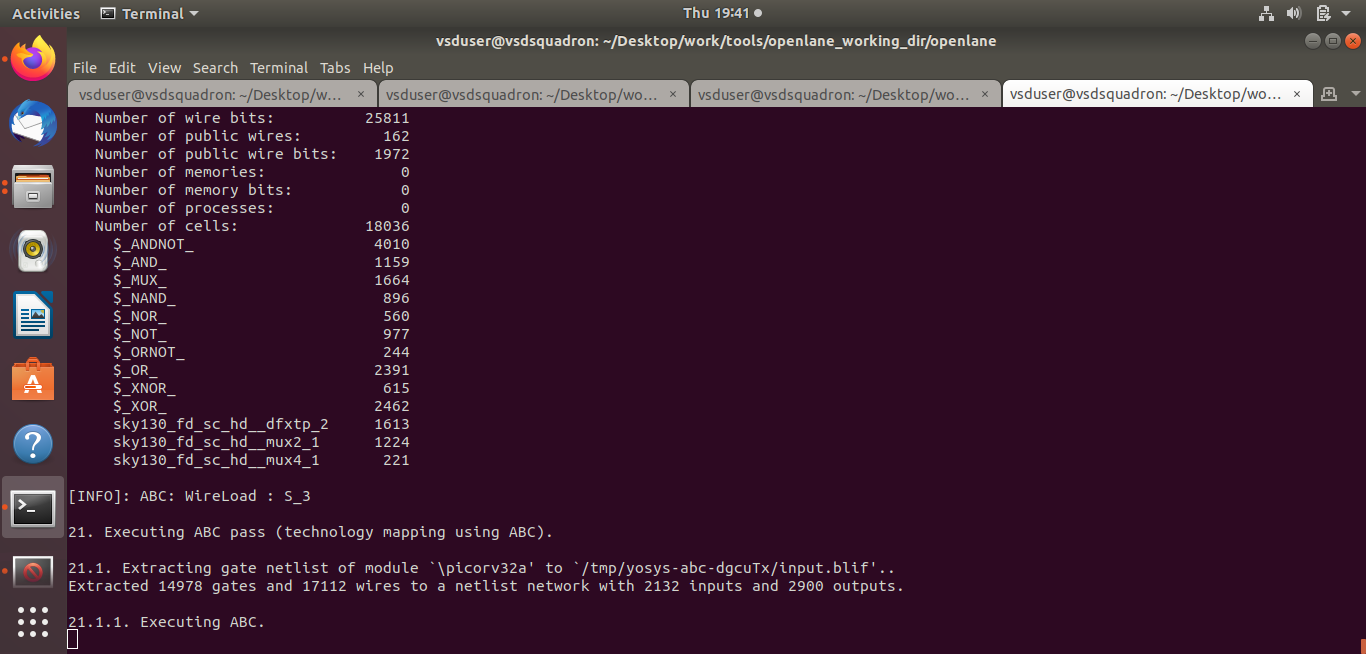 Activities Terminal Thu 19:41
vsduser@vsdsquadron: ~/Desktop/work/tools/openlane_working_dir/openlane
File Edit View Search Terminal Tabs Help
vsduser@vsdsquadron: ~/Desktop/w... × vsduser@vsdsquadron: ~/Desktop/wo... × vsduser@vsdsquadron: ~/Desktop/wo... × vsduser@vsdsquadron: ~/Desktop/wo... ×
Number of wire bits: 25811
Number of public wires: 162
Number of public wire bits: 1972
Number of memories: 0
Number of memory bits: 0
Number of processes: 0
Number of cells: 18036
$_ANDNOT_ 4010
$_AND_ 1159
$_MUX_ 1664
$_NAND_ 896
$_NOR_ 560
$_NOT_ 977
$_ORNOT_ 244
$_OR_ 2391
$_XNOR_ 615
$_XOR_ 2462
sky130_fd_sc_hd__dfxtp_2 1613
sky130_fd_sc_hd__mux2_1 1224
sky130_fd_sc_hd__mux4_1 221
[INFO]: ABC: WireLoad : S_3
21. Executing ABC pass (technology mapping using ABC).
21.1. Extracting gate netlist of module `\picorv32a' to `/tmp/yosys-abc-dgcuTx/input.blif'..
Extracted 14978 gates and 17112 wires to a netlist network with 2132 inputs and 2900 outputs.
21.1.1. Executing ABC.